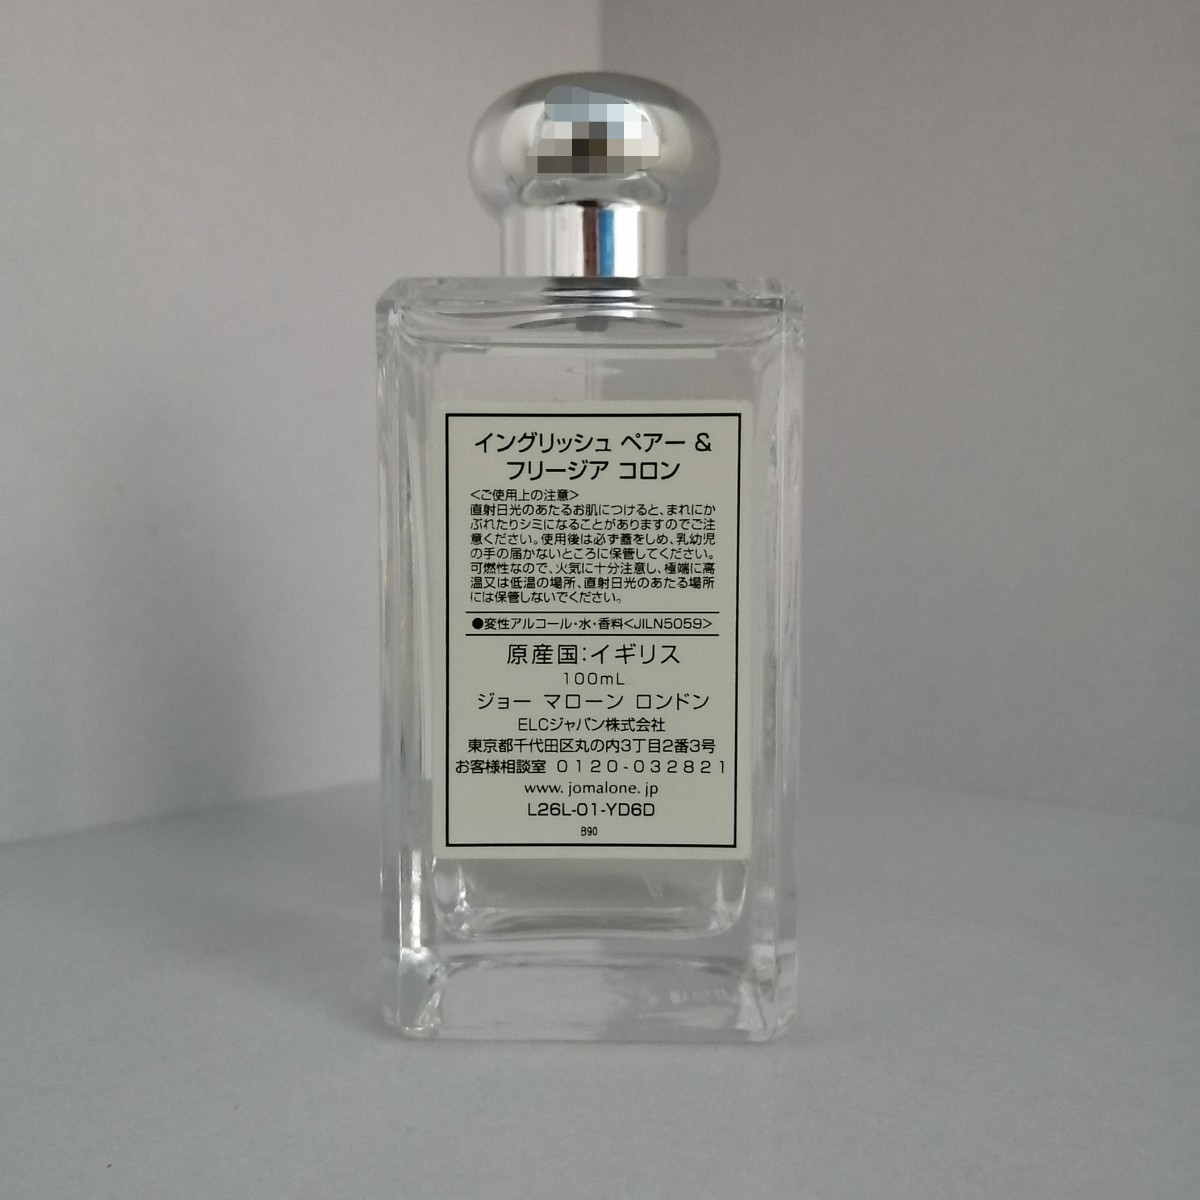 イングリッシュ ペアー &
フリージア コロン
<ご使用上の注意>
直射日光のあたるお肌につけると、まれにか
ぶれたりシミになることがありますのでご注
意ください。使用後は必ず蓋をしめ、乳幼児
の手の届かないところに保管してください。
可燃性なので、火気に十分注意し、極端に高
温又は低温の場所、直射日光のあたる場所
には保管しないでください。
●変性アルコール・水・香料<JILN5059>
原産国:イギリス
100mL
ジョー マローン ロンドン
ELCジャパン株式会社
東京都千代田区丸の内3丁目2番3号
お客様相談室 0120-032821
www.jomalone.jp
L26L-01-YD6D
B90